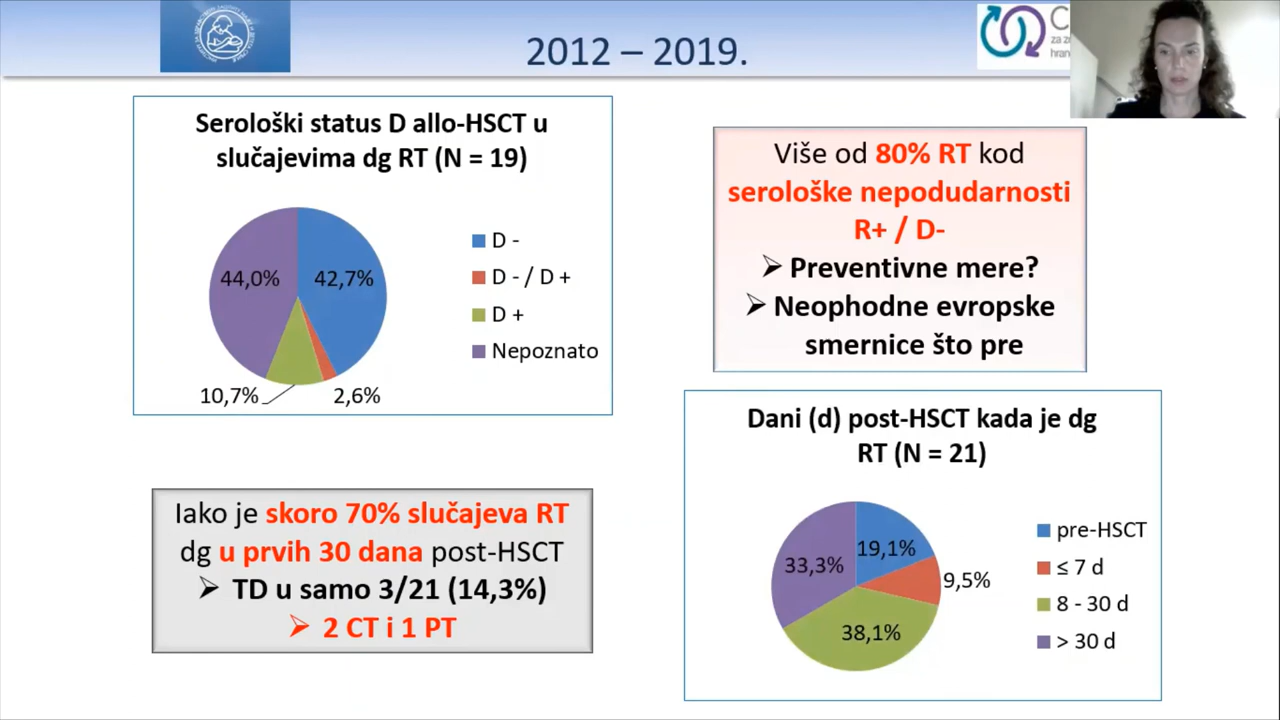 2012 – 2019.
C
za z
hran
Serološki status D allo-HSCT u
slučajevima dg RT (N = 19)
44,0%
42,7%
10,7%
2,6%
D -
D - / D +
D +
Nepoznato
Više od 80% RT kod
serološke nepodudarnosti
R+ / D-
➢ Preventivne mere?
➢ Neophodne evropske
smernice što pre
Iako je skoro 70% slučajeva RT
dg u prvih 30 dana post-HSCT
➢ TD u samo 3/21 (14,3%)
➢ 2 CT i 1 PT
Dani (d) post-HSCT kada je dg
RT (N = 21)
19,1%
33,3%
9,5%
38,1%
pre-HSCT
≤ 7 d
8 - 30 d
> 30 d